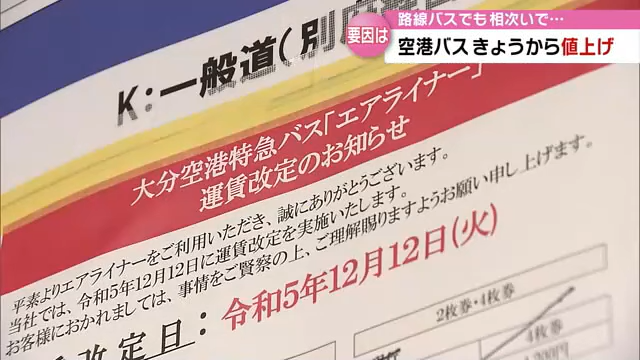 路線バスでも相次いで…
要因は
空港バス きょうから値上げ
K:一般道(別府
大分空港特急バス「エアライナー」
運賃改定のお知らせ
平素よりエアライナーをご利用いただき、誠にありがとうございます。
当社では、令和5年12月12日に運賃改定を実施いたします。
お客様におかれましては、事情をご賢察の上、ご理解賜りますようお願い申し上げます。
改定日:令和5年12月12日(火)
2枚券・4枚券
4枚券